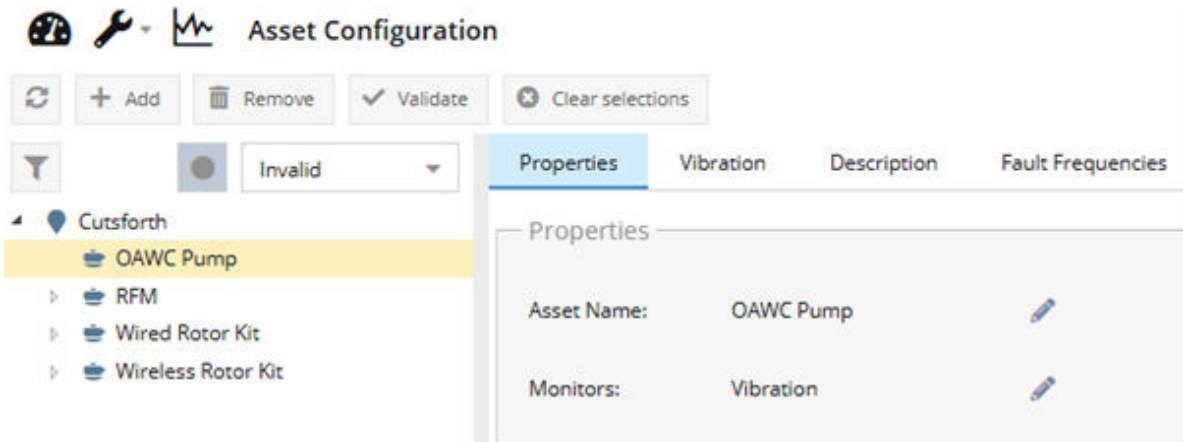 Asset Configuration
Add Remove Validate Clear selections
Invalid
Properties Vibration Description Fault Frequencies
Cutsforth
OAWC Pump
RFM
Wired Rotor Kit
Wireless Rotor Kit
Properties
Asset Name: OAWC Pump
Monitors: Vibration